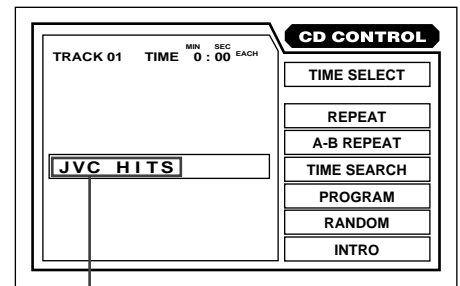 CD CONTROL
MIN SEC
TRACK 01 TIME 0 : 00 EACH
TIME SELECT
REPEAT
A-B REPEAT
JVC HITS
TIME SEARCH
PROGRAM
RANDOM
INTRO